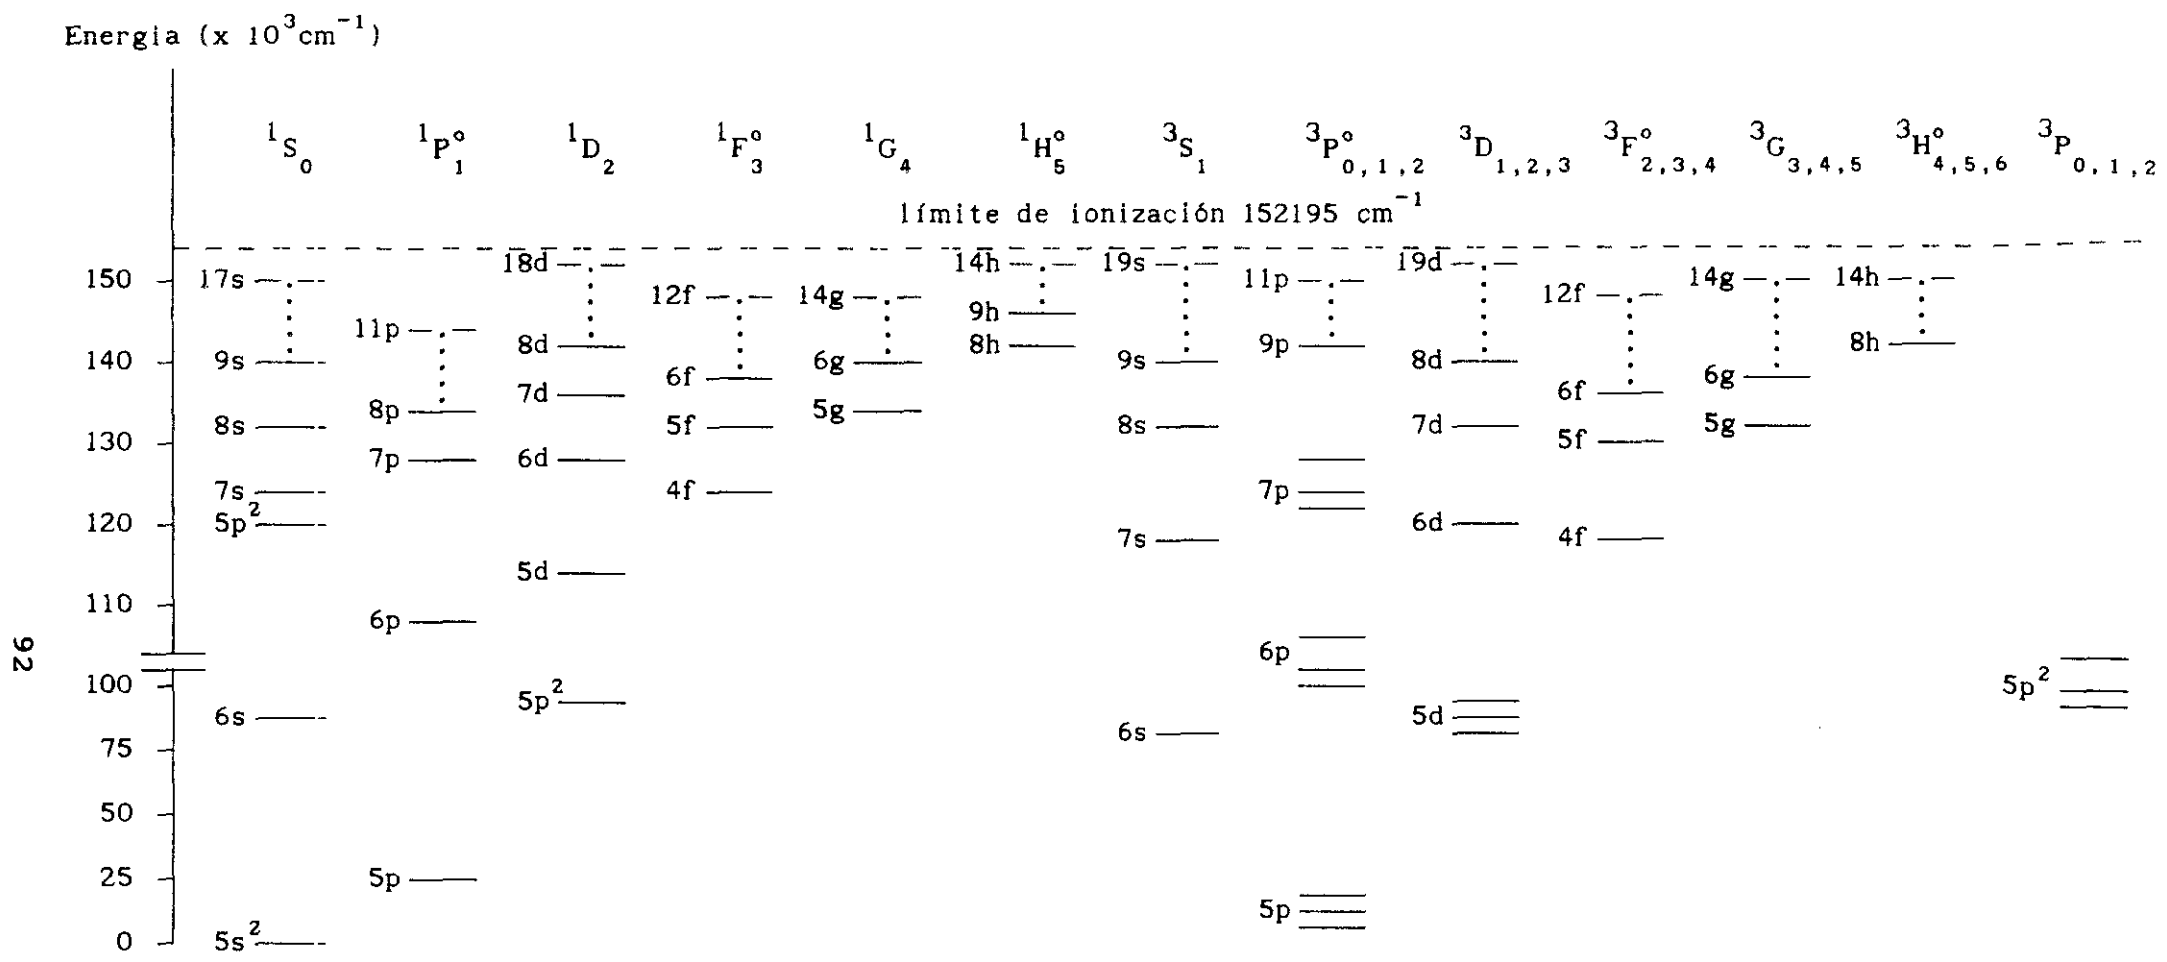 Energia (x 10³cm⁻¹)
¹S₀ ¹P°₁ ¹D₂ ¹F°₃ ¹G₄ ¹H°₅ ³S₁ ³P°₀,₁,₂ ³D₁,₂,₃ ³F°₂,₃,₄ ³G₃,₄,₅ ³H°₄,₅,₆ ³P₀,₁,₂
límite de ionización 152195 cm⁻¹
18d 14h 19s 19d
150 17s 11p 14g 14h
12f 14g 12f
9h
11p
8d 8h 9p 8h
140 9s 6g 9s 8d
6f 6g
7d 6f
8p 5g
8s 5f 8s 7d 5g
130 5f
7p 6d
7s 4f 7p
120 5p² 6d
7s 4f
5d
110
6p
92 6p
100 5p²
5p²
6s 5d
6s
75
50
25 5p
5p
0 5s²